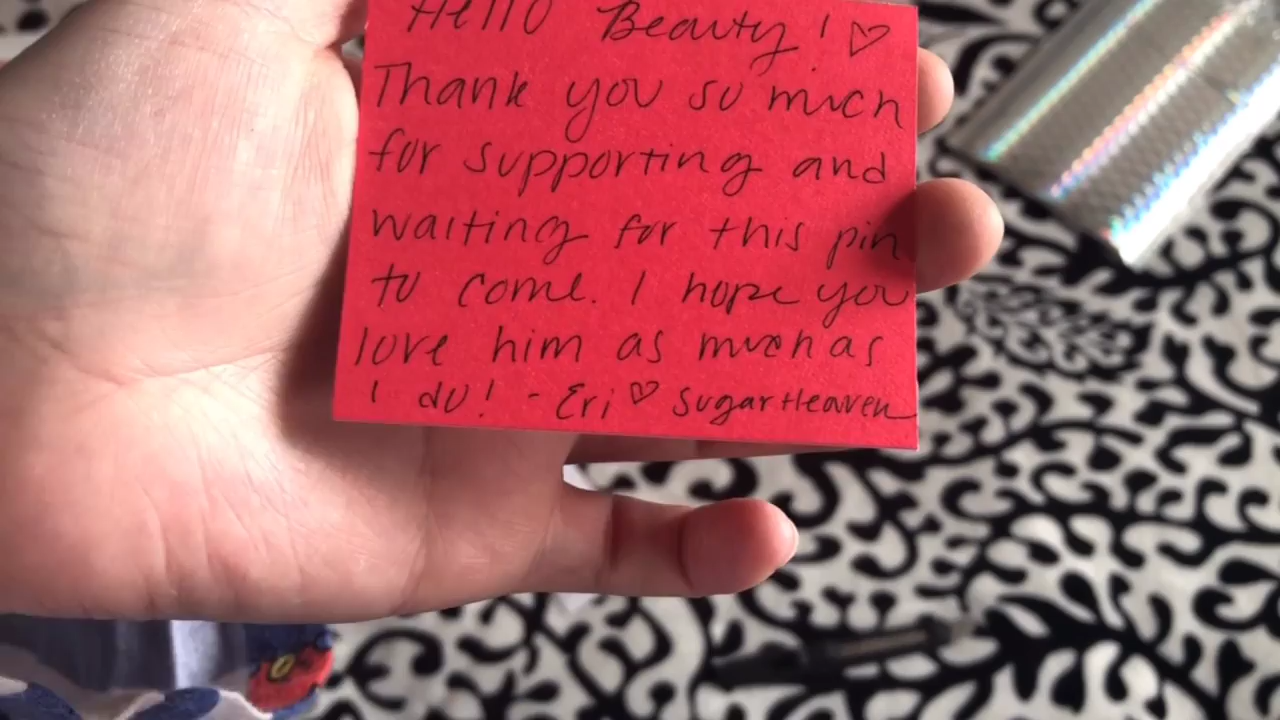 Hello Beauty! ♡
Thank you so much
for supporting and
waiting for this pin
to come. I hope you
love him as much as
I do! - Eri ♡ SugarHeaven